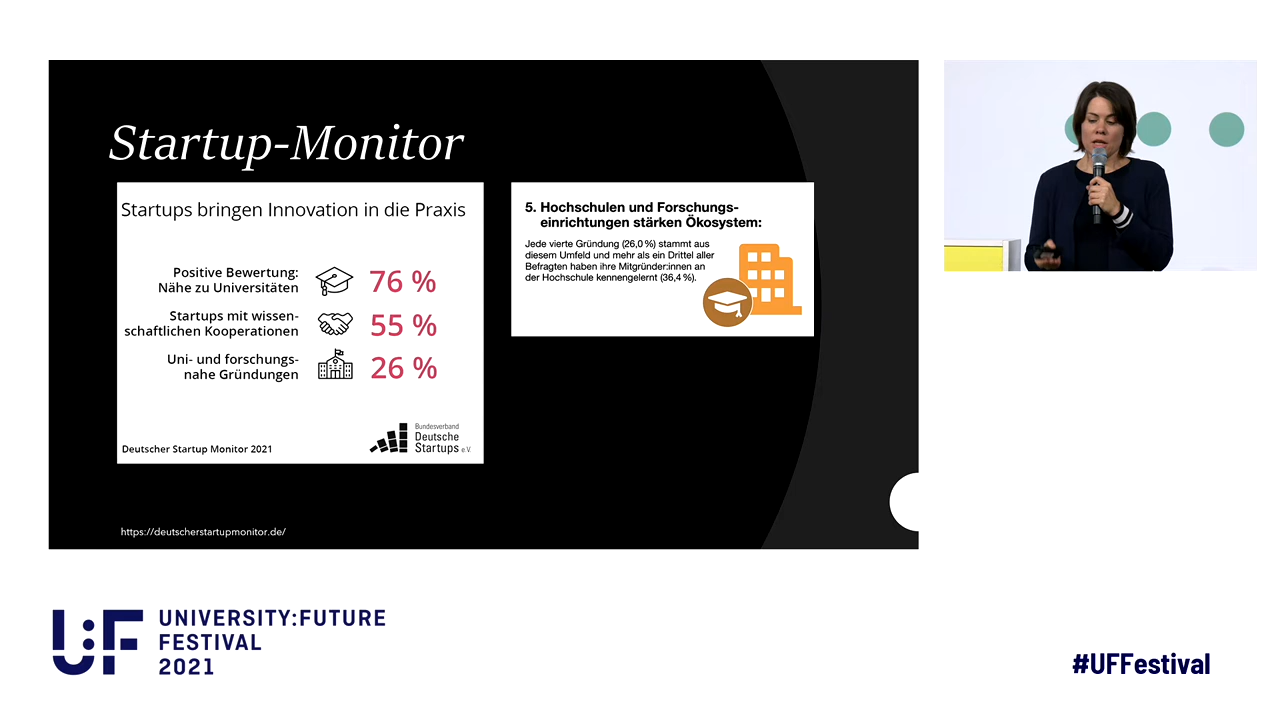 Startup-Monitor
Startups bringen Innovation in die Praxis
Positive Bewertung:
Nähe zu Universitäten
76 %
Startups mit wissen-
schaftlichen Kooperationen
55 %
Uni- und forschungs-
nahe Gründungen
26 %
Deutscher Startup Monitor 2021
Bundesverband
Deutsche
Startups e.V.
5. Hochschulen und Forschungs-
einrichtungen stärken Ökosystem:
Jede vierte Gründung (26,0 %) stammt aus
diesem Umfeld und mehr als ein Drittel aller
Befragten haben ihre Mitgründer:innen an
der Hochschule kennengelernt (36,4 %).
https://deutscherstartupmonitor.de/
U:F
UNIVERSITY:FUTURE
FESTIVAL
2021
#UFFestival